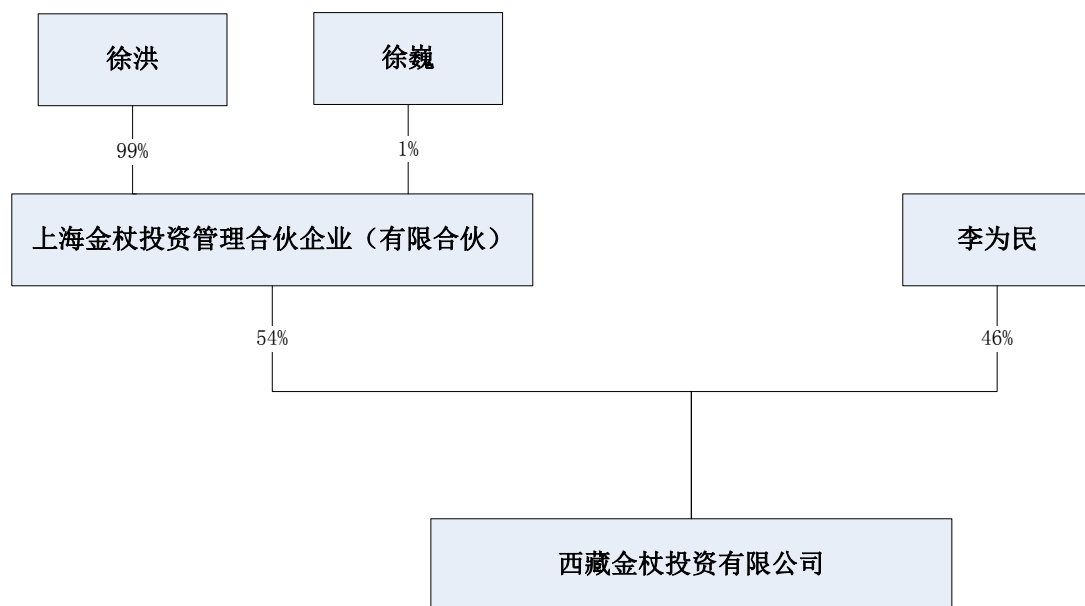 徐洪
徐巍
99%
1%
上海金杖投资管理合伙企业（有限合伙）
李为民
54%
46%
西藏金杖投资有限公司